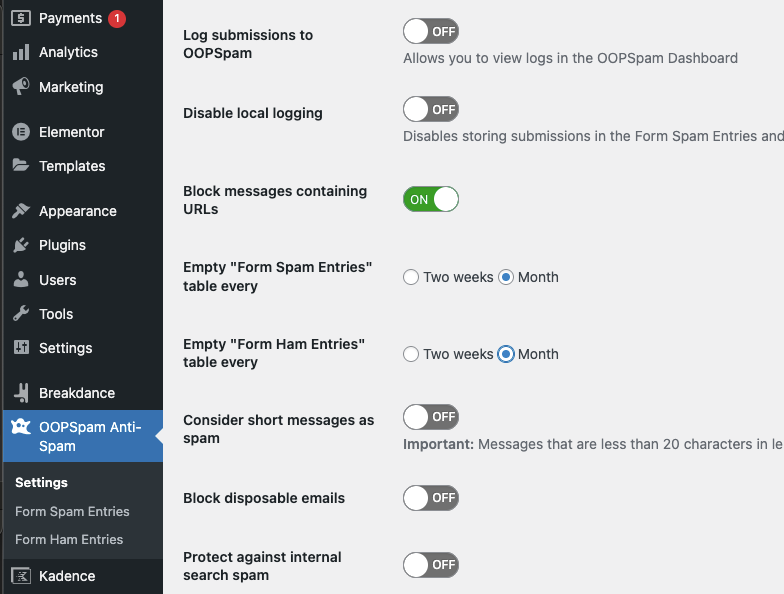 Payments 1
Analytics
Marketing
Elementor
Templates
Appearance
Plugins
Users
Tools
Settings
Breakdance
OOPSpam Anti-
Spam
Settings
Form Spam Entries
Form Ham Entries
Kadence
Log submissions to
OOPSpam
OFF
Allows you to view logs in the OOPSpam Dashboard
Disable local logging
OFF
Disables storing submissions in the Form Spam Entries and
Block messages containing
URLs
ON
Empty "Form Spam Entries"
table every
Two weeks Month
Empty "Form Ham Entries"
table every
Two weeks Month
Consider short messages as
spam
OFF
Important: Messages that are less than 20 characters in le
Block disposable emails
OFF
Protect against internal
search spam
OFF